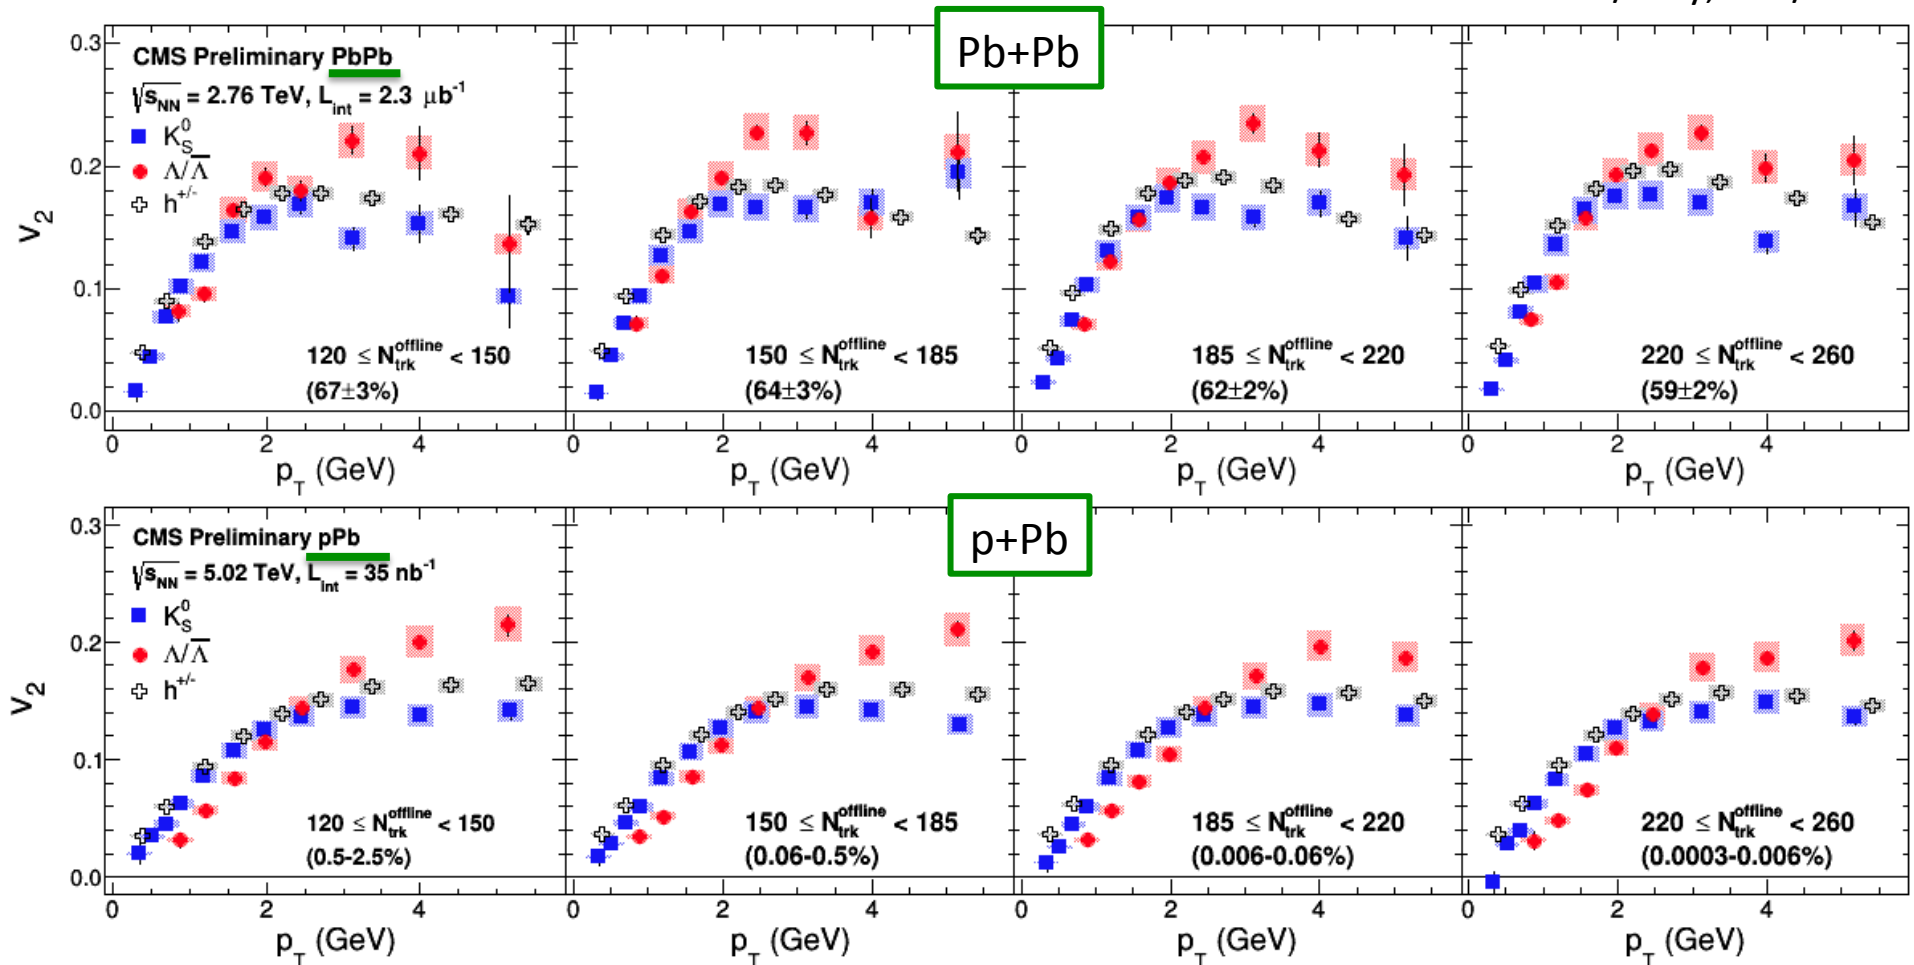 Pb+Pb
CMS Preliminary PbPb
√sNN = 2.76 TeV, Lint = 2.3 μb-1
K0S
Λ/Λ̅
h+/-
v2
0.3
0.2
0.1
0.0
120 ≤ Ntrkoffline < 150
(67±3%)
150 ≤ Ntrkoffline < 185
(64±3%)
185 ≤ Ntrkoffline < 220
(62±2%)
220 ≤ Ntrkoffline < 260
(59±2%)
0 2 4 0 2 4 0 2 4 0 2 4
pT (GeV) pT (GeV) pT (GeV) pT (GeV)
p+Pb
CMS Preliminary pPb
√sNN = 5.02 TeV, Lint = 35 nb-1
K0S
Λ/Λ̅
h+/-
v2
0.3
0.2
0.1
0.0
120 ≤ Ntrkoffline < 150
(0.5-2.5%)
150 ≤ Ntrkoffline < 185
(0.06-0.5%)
185 ≤ Ntrkoffline < 220
(0.006-0.06%)
220 ≤ Ntrkoffline < 260
(0.0003-0.006%)
0 2 4 0 2 4 0 2 4 0 2 4
pT (GeV) pT (GeV) pT (GeV) pT (GeV)